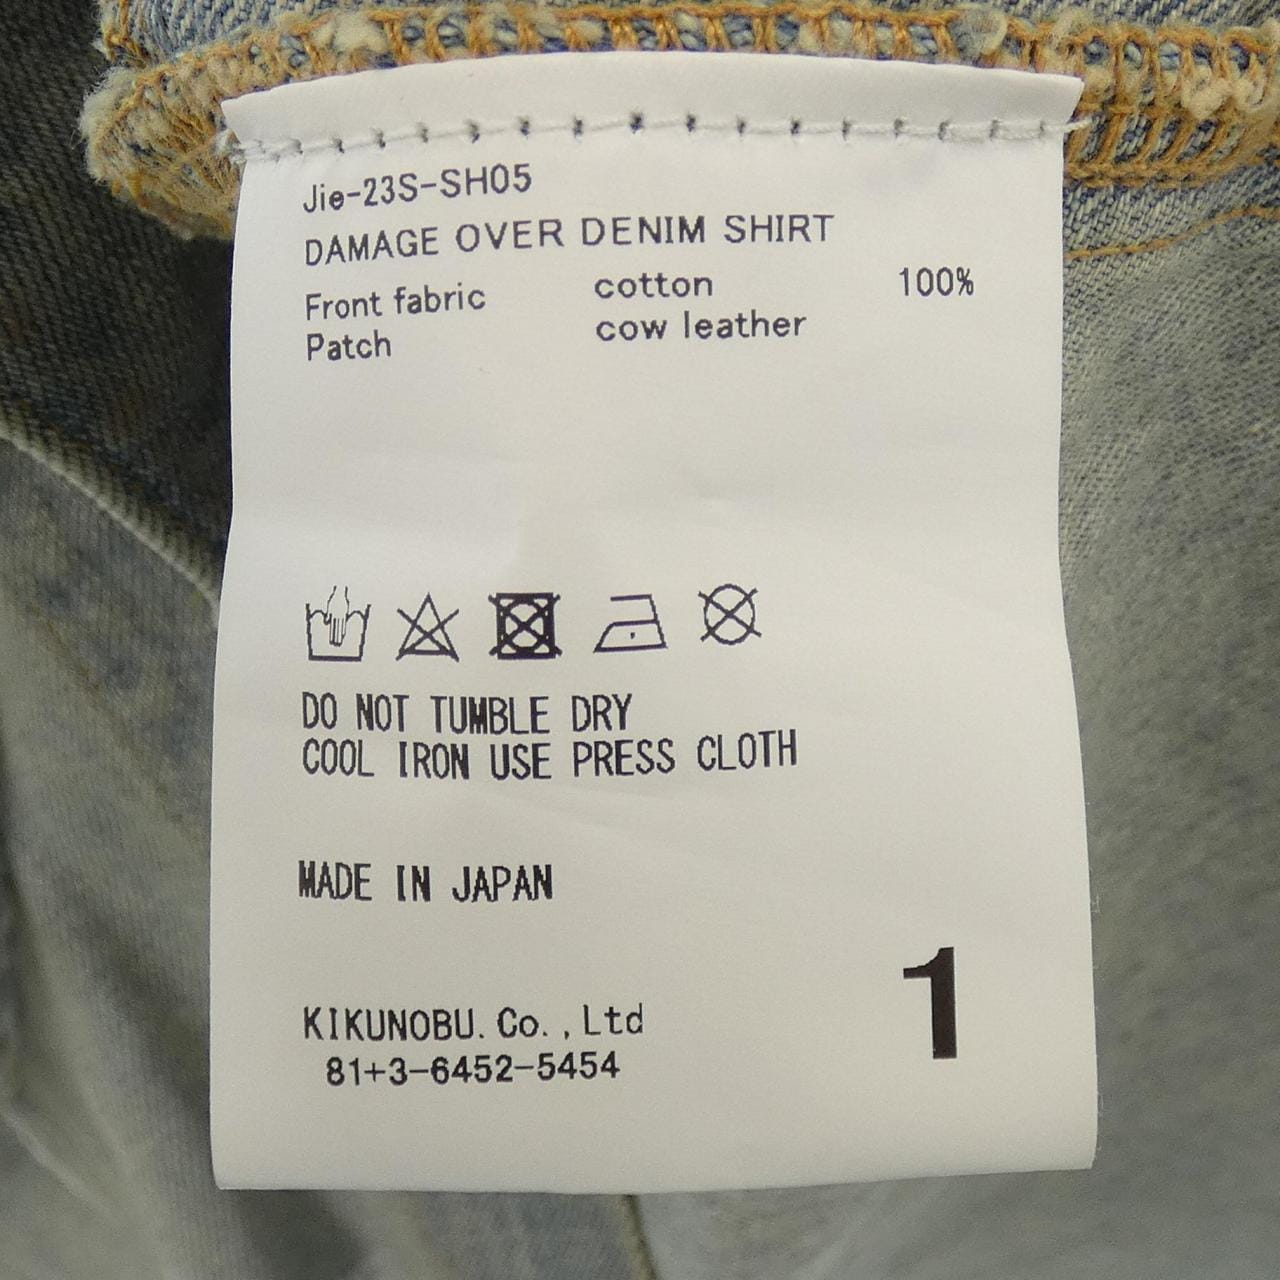 Jie-23S-SH05
DAMAGE OVER DENIM SHIRT
Front fabric cotton 100%
Patch cow leather
DO NOT TUMBLE DRY
COOL IRON USE PRESS CLOTH
MADE IN JAPAN
1
KIKUNOBU. Co. , Ltd
81+3-6452-5454